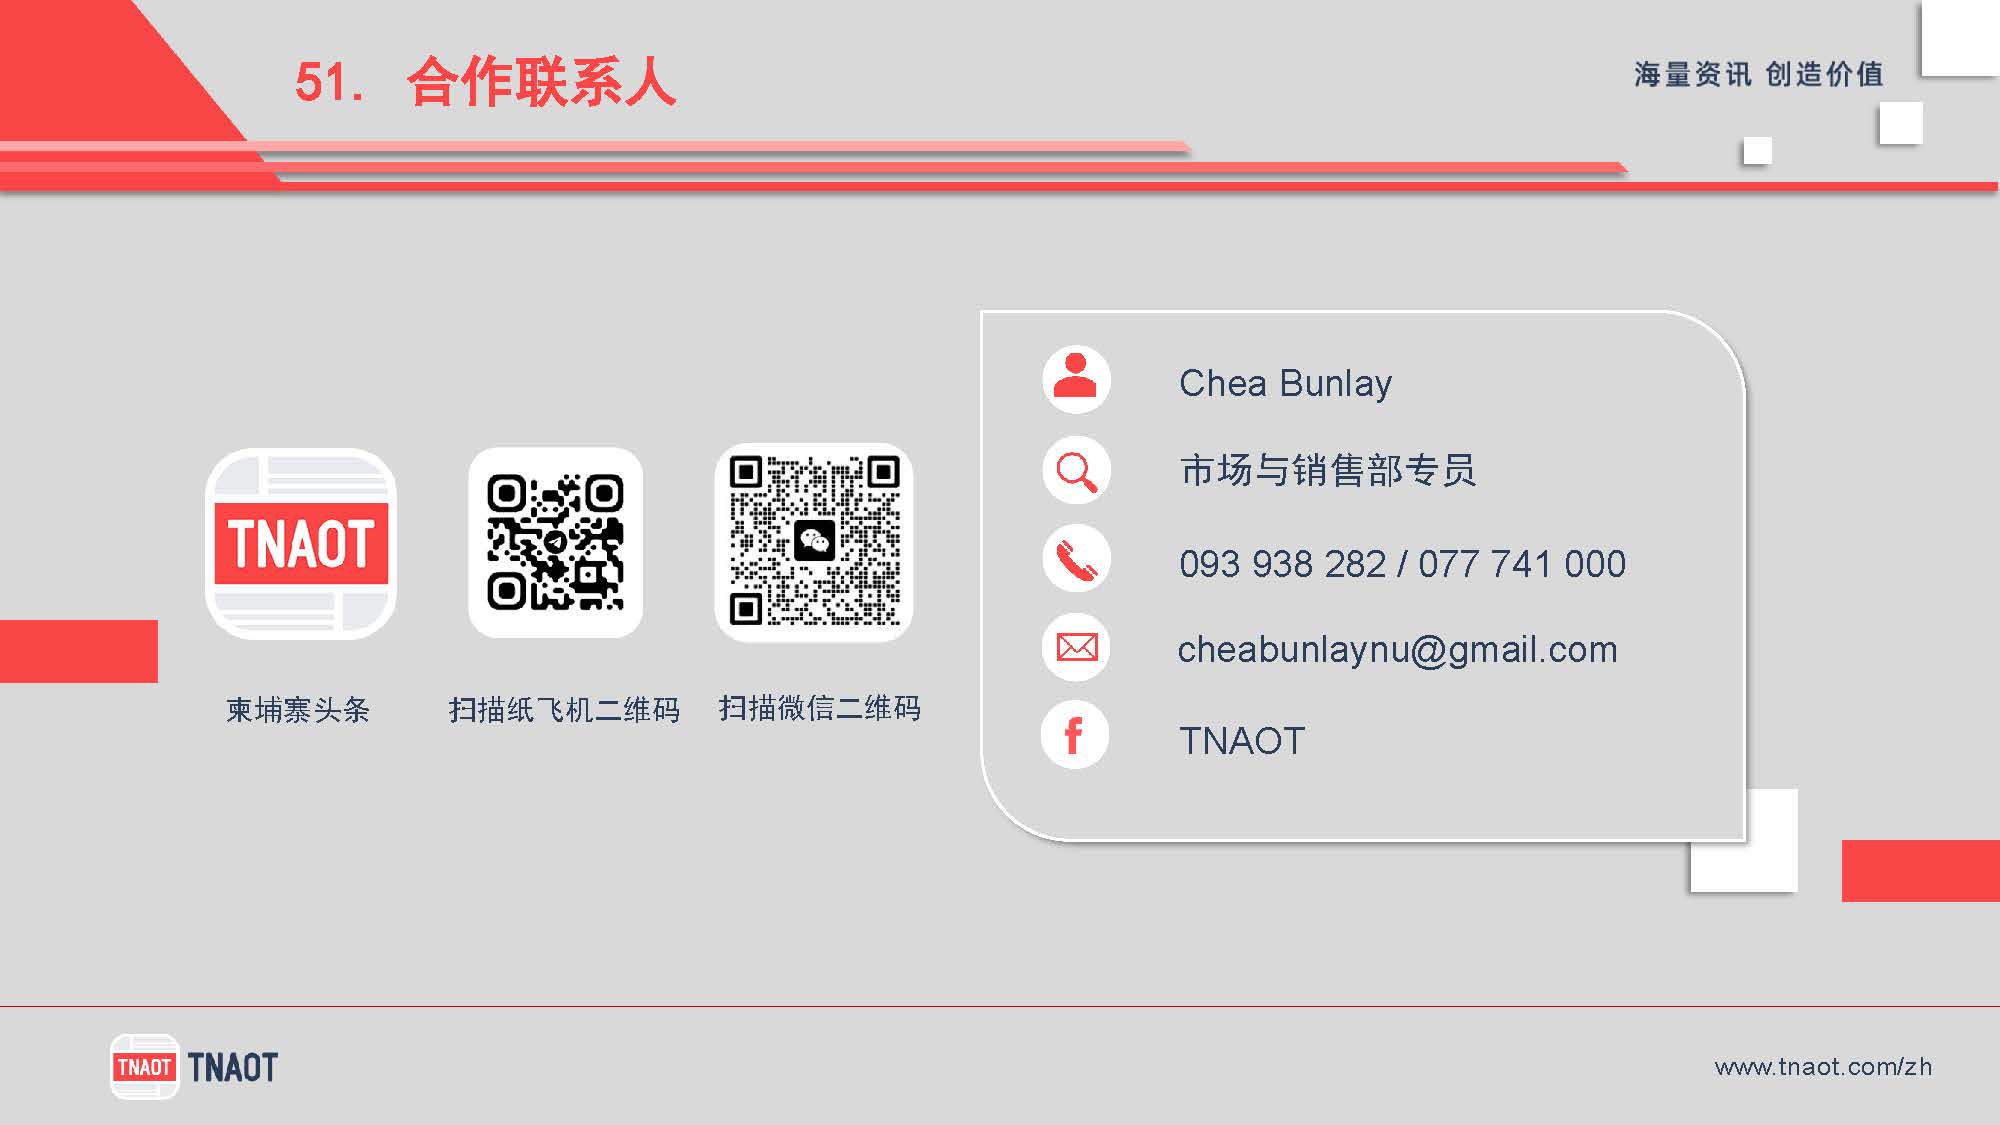 51. 合作联系人
海量资讯 创造价值
Chea Bunlay
市场与销售部专员
093 938 282 / 077 741 000
cheabunlaynu@gmail.com
TNAOT
TNAOT
柬埔寨头条
扫描纸飞机二维码
扫描微信二维码
TNAOT
TNAOT
www.tnaot.com/zh